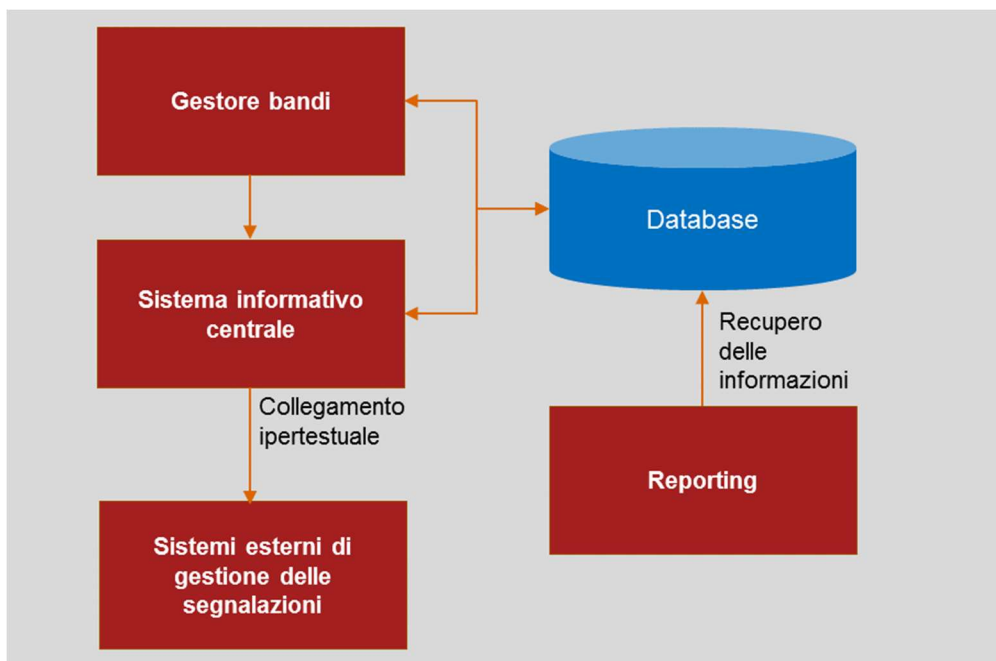 Gestore bandi
Database
Sistema informativo
centrale
Recupero
delle
informazioni
Collegamento
ipertestuale
Reporting
Sistemi esterni di
gestione delle
segnalazioni